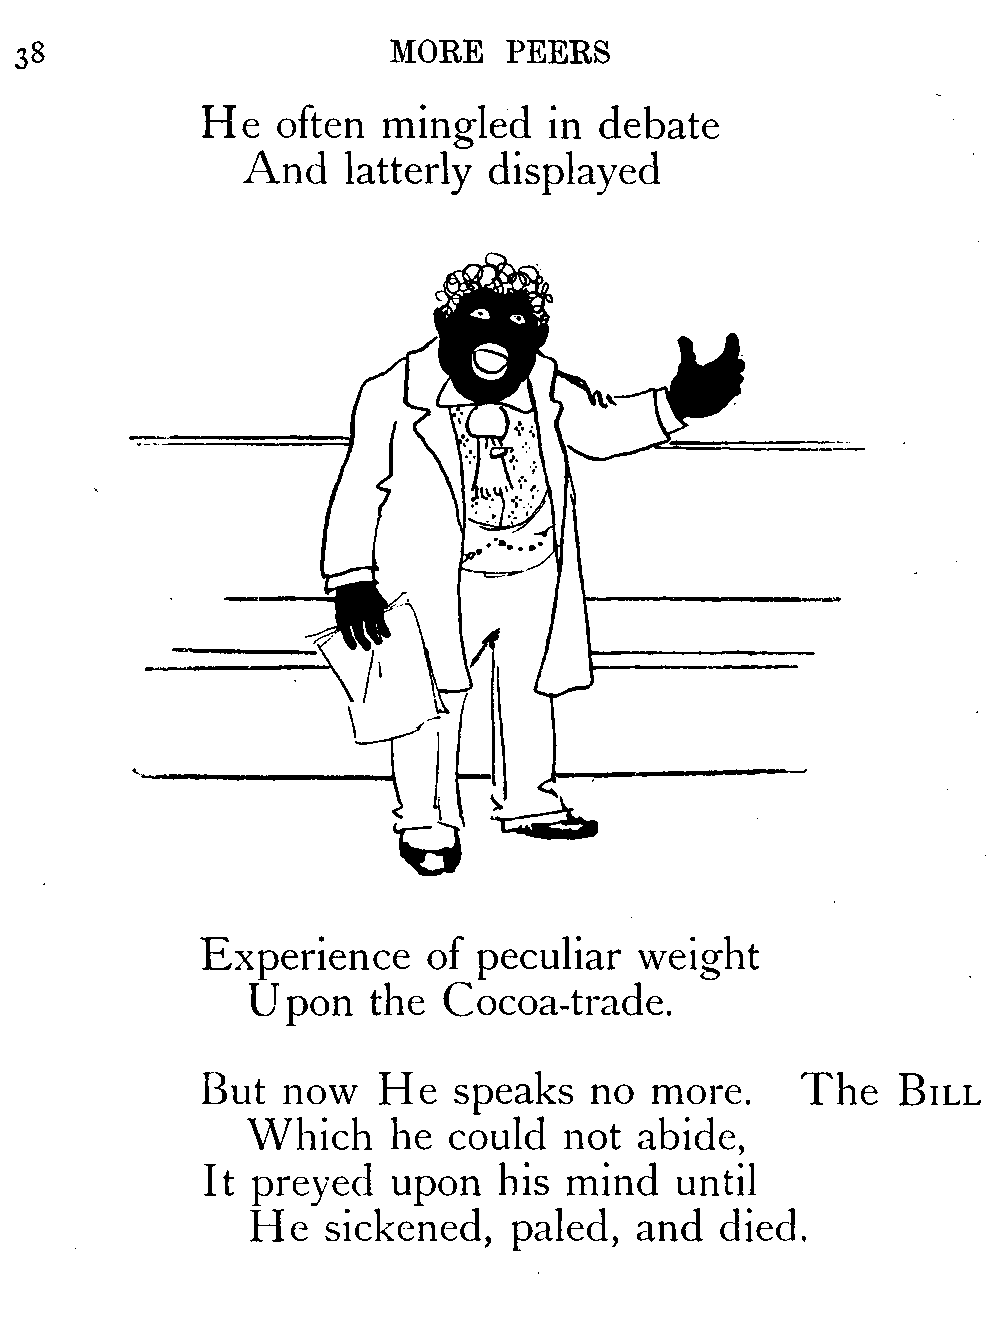 38 MORE PEERS
He often mingled in debate
And latterly displayed
Experience of peculiar weight
Upon the Cocoa-trade.
But now He speaks no more. The BILL
Which he could not abide,
It preyed upon his mind until
He sickened, paled, and died.